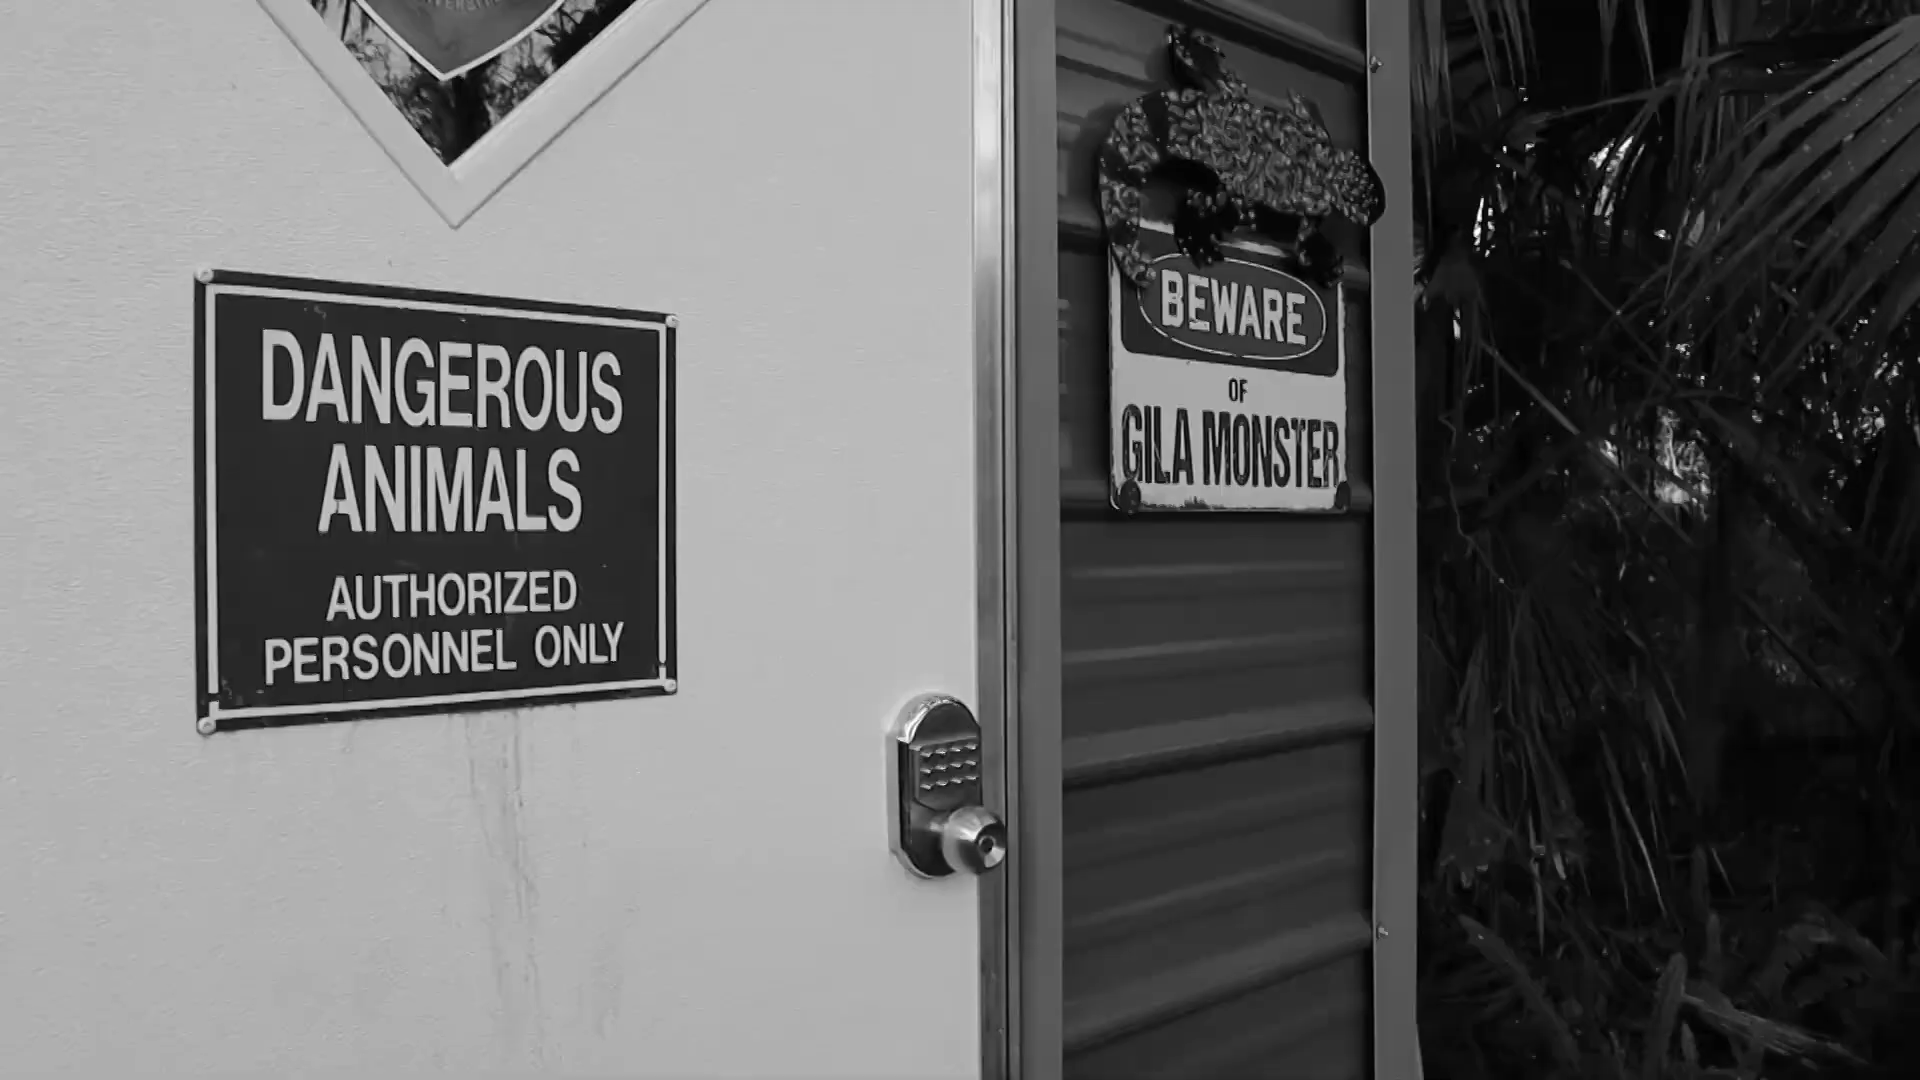 DANGEROUS
ANIMALS
AUTHORIZED
PERSONNEL ONLY
BEWARE
OF
GILA MONSTER